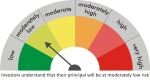 low
moderately
low
moderate
moderately
high
high
very high
investors understand that their principal will be at moderately low risk